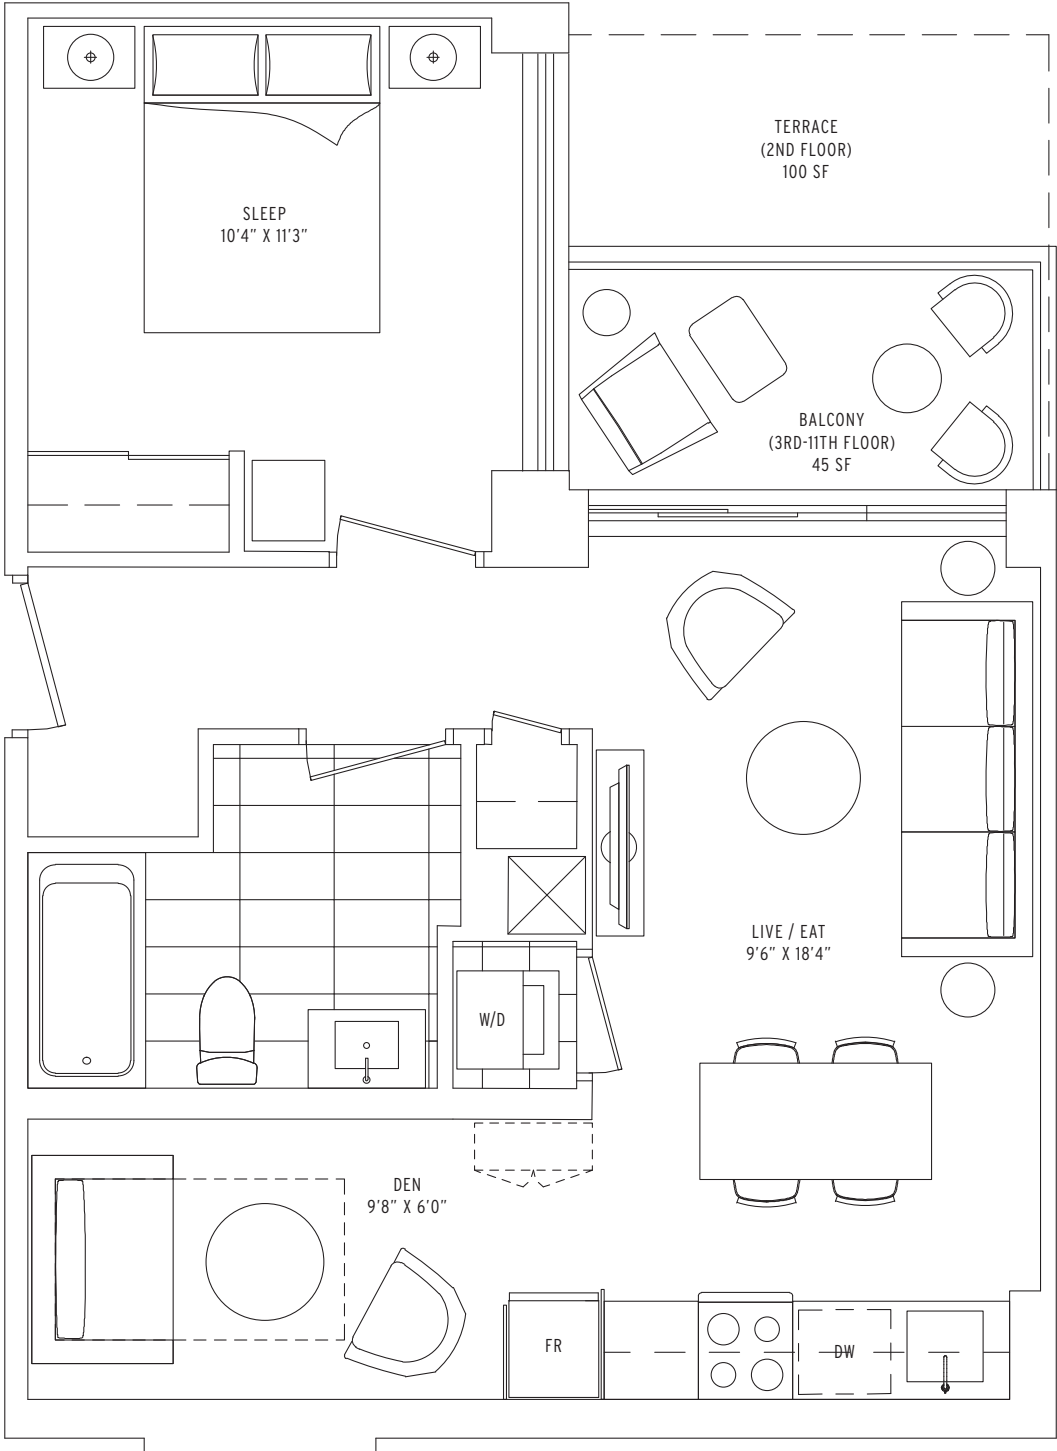 TERRACE
(2ND FLOOR)
100 SF
SLEEP
10'4" X 11'3"
BALCONY
(3RD-11TH FLOOR)
45 SF
LIVE / EAT
9'6" X 18'4"
W/D
DEN
9'8" X 6'0"
FR
DW